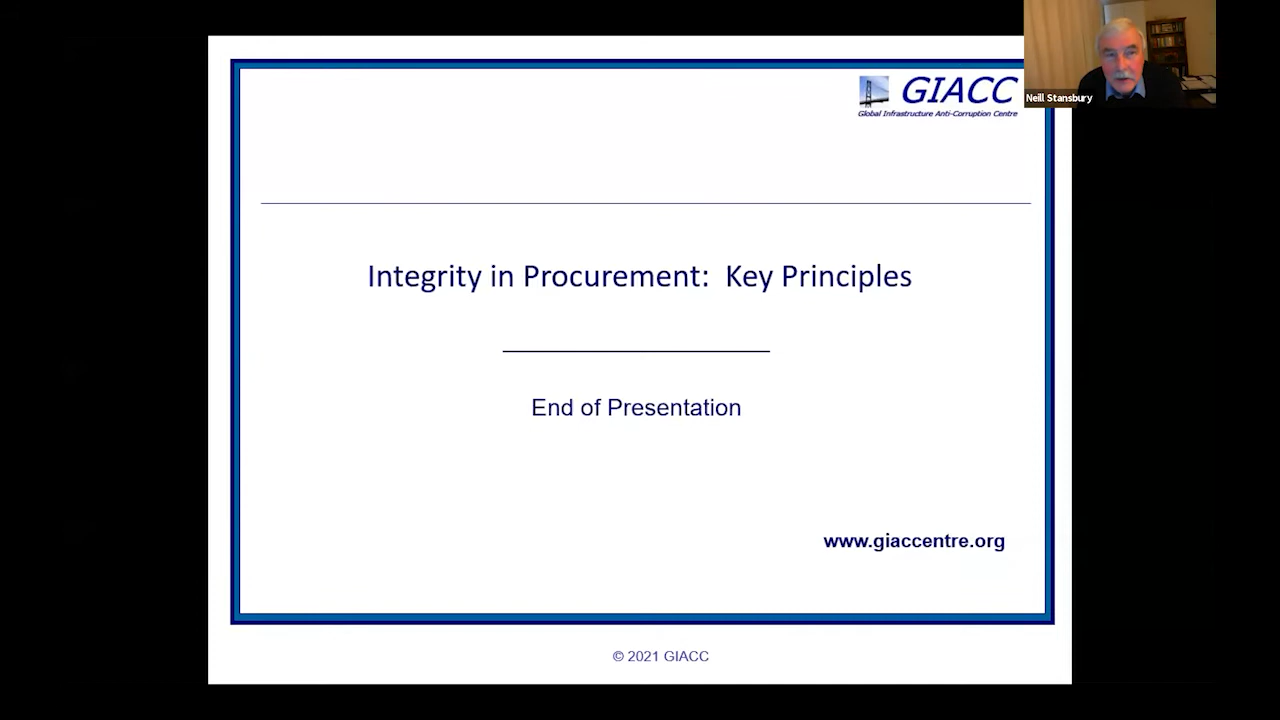 GIACC
Global Infrastructure Anti-Corruption Centre
Neill Stansbury
Integrity in Procurement: Key Principles
End of Presentation
www.giaccentre.org
© 2021 GIACC